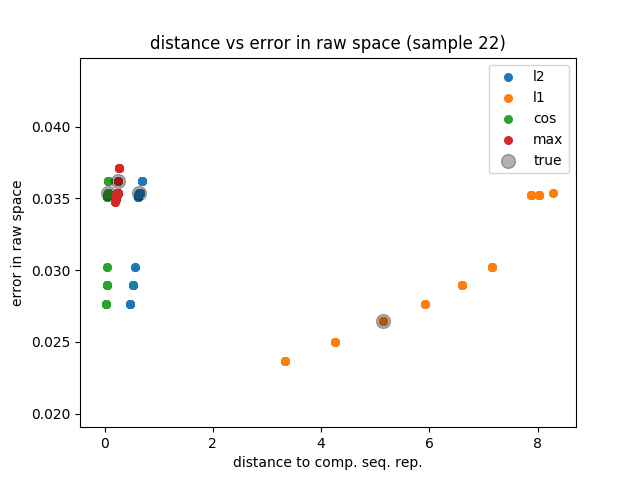 distance vs error in raw space (sample 22)
l2
l1
cos
max
true
error in raw space
0.040
0.035
0.030
0.025
0.020
0
2
4
6
8
distance to comp. seq. rep.